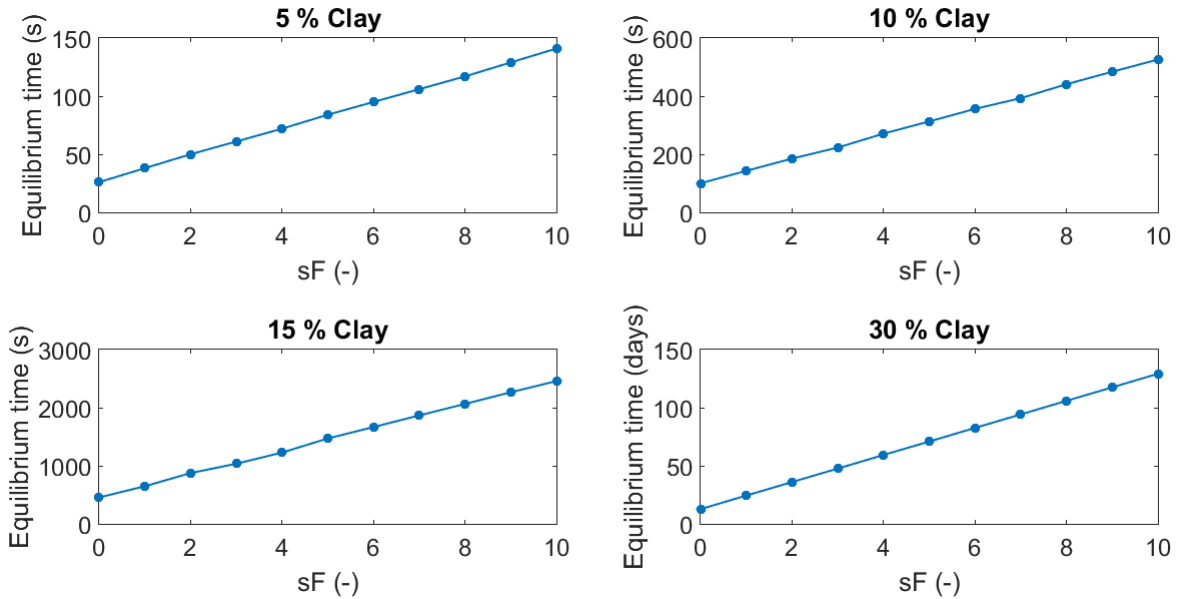 5 % Clay
Equilibrium time (s)
150
100
50
0
0 2 4 6 8 10
sF (-)
10 % Clay
Equilibrium time (s)
600
400
200
0
0 2 4 6 8 10
sF (-)
15 % Clay
Equilibrium time (s)
3000
2000
1000
0
0 2 4 6 8 10
sF (-)
30 % Clay
Equilibrium time (days)
150
100
50
0
0 2 4 6 8 10
sF (-)